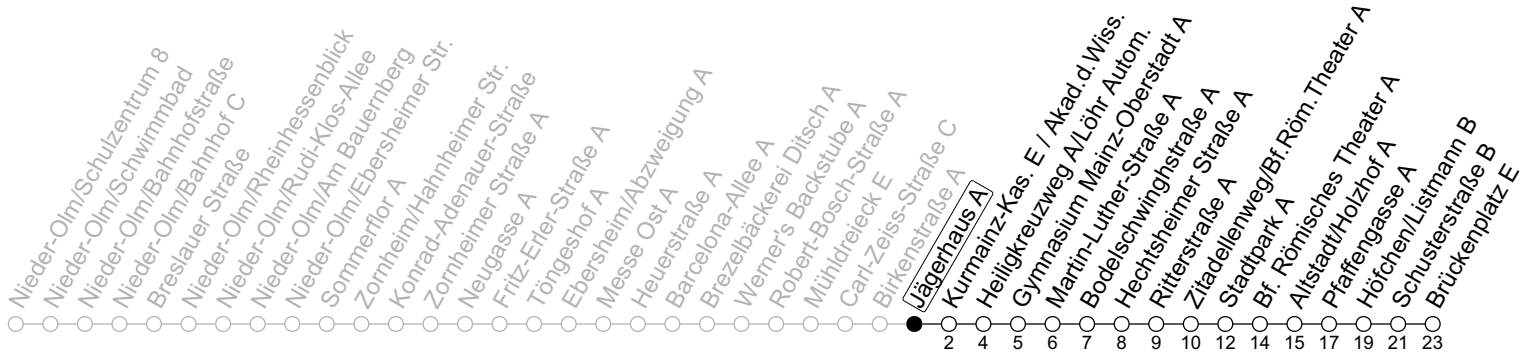 Nieder-Olm/Schulzentrum 8
Nieder-Olm/Schwimmbad
Nieder-Olm/Bahnhofstraße
Nieder-Olm/Bahnhof C
Breslauer Straße
Nieder-Olm/Rheinhessenblick
Nieder-Olm/Rudi-Klos-Allee
Nieder-Olm/Am Bauernberg
Nieder-Olm/Ebersheimer Str.
Sommerflor A
Zornheim/Hahnheimer Str.
Konrad-Adenauer-Straße
Zornheimer Straße A
Neugasse A
Fritz-Erler-Straße A
Töngeshof A
Ebersheim/Abzweigung A
Messe Ost A
Heuerstraße A
Barcelona-Allee A
Brezelbäckerei Ditsch A
Werner's Backstube A
Robert-Bosch-Straße A
Mühldreieck E
Carl-Zeiss-Straße C
Birkenstraße A
Jägerhaus A
Kurmainz-Kas. E / Akad.d.Wiss.
Heiligkreuzweg A/Löhr Autom.
Gymnasium Mainz-Oberstadt A
Martin-Luther-Straße A
Bodelschwinghstraße A
Hechtsheimer Straße A
Ritterstraße A
Zitadellenweg/Bf.Röm.Theater A
Stadtpark A
Bf. Römisches Theater A
Altstadt/Holzhof A
Pfaffengasse A
Höfchen/Listmann B
Schusterstraße B
Brückenplatz E
2 4 5 6 7 8 9 10 12 14 15 17 19 21 23